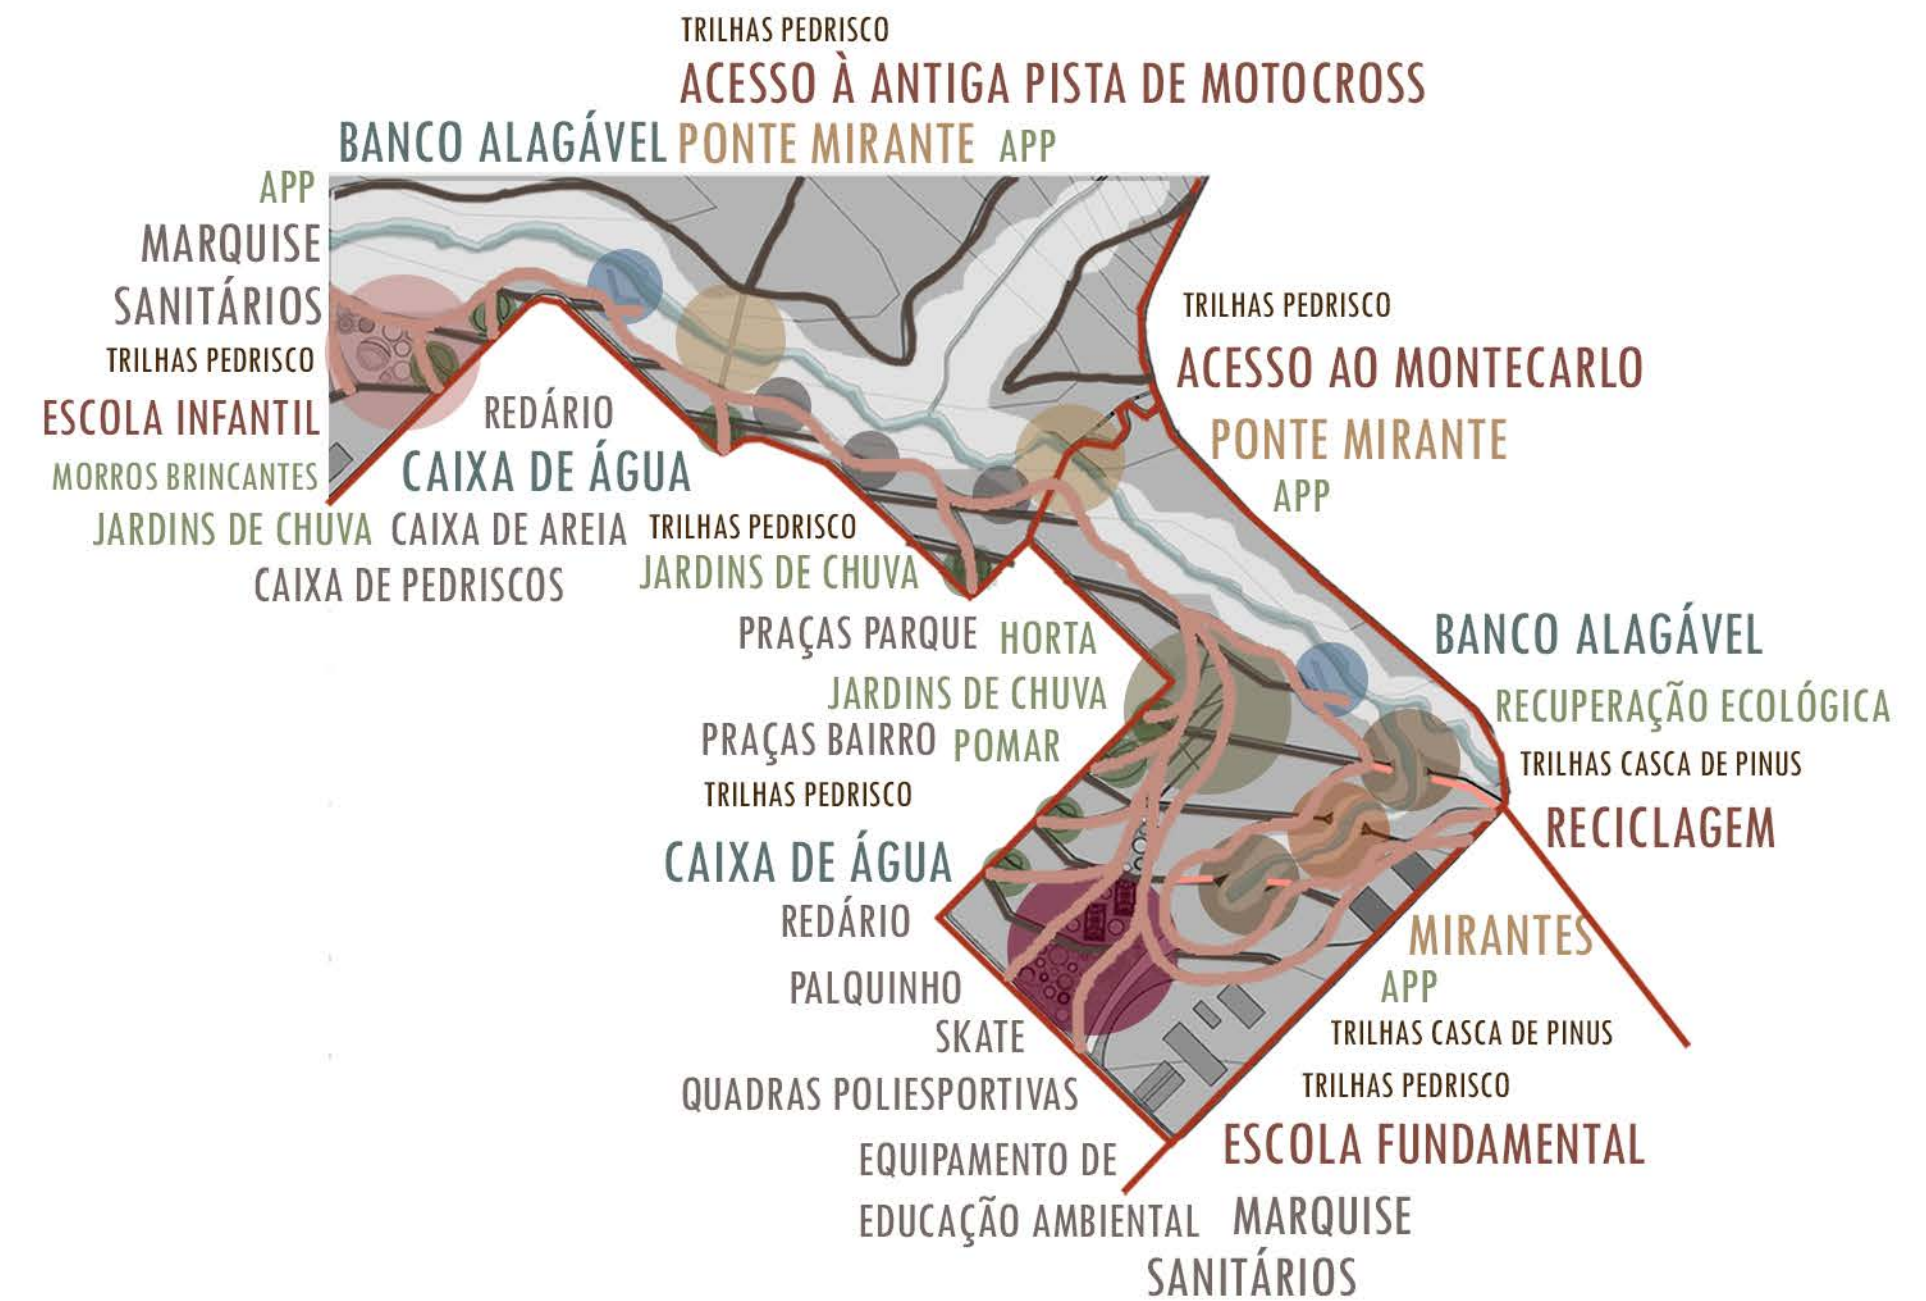 TRILHAS PEDRISCO
ACESSO À ANTIGA PISTA DE MOTOCROSS
BANCO ALAGÁVEL PONTE MIRANTE APP
APP
MARQUISE
SANITÁRIOS
TRILHAS PEDRISCO
ESCOLA INFANTIL
MORROS BRINCANTES
JARDINS DE CHUVA
REDÁRIO
CAIXA DE ÁGUA
CAIXA DE AREIA
CAIXA DE PEDRISCOS
TRILHAS PEDRISCO
JARDINS DE CHUVA
TRILHAS PEDRISCO
ACESSO AO MONTECARLO
PONTE MIRANTE
APP
PRAÇAS PARQUE HORTA
JARDINS DE CHUVA
PRAÇAS BAIRRO POMAR
TRILHAS PEDRISCO
CAIXA DE ÁGUA
REDÁRIO
PALQUINHO
SKATE
QUADRAS POLIESPORTIVAS
EQUIPAMENTO DE
EDUCAÇÃO AMBIENTAL
BANCO ALAGÁVEL
RECUPERAÇÃO ECOLÓGICA
TRILHAS CASCA DE PINUS
RECICLAGEM
MIRANTES
APP
TRILHAS CASCA DE PINUS
TRILHAS PEDRISCO
ESCOLA FUNDAMENTAL
MARQUISE
SANITÁRIOS